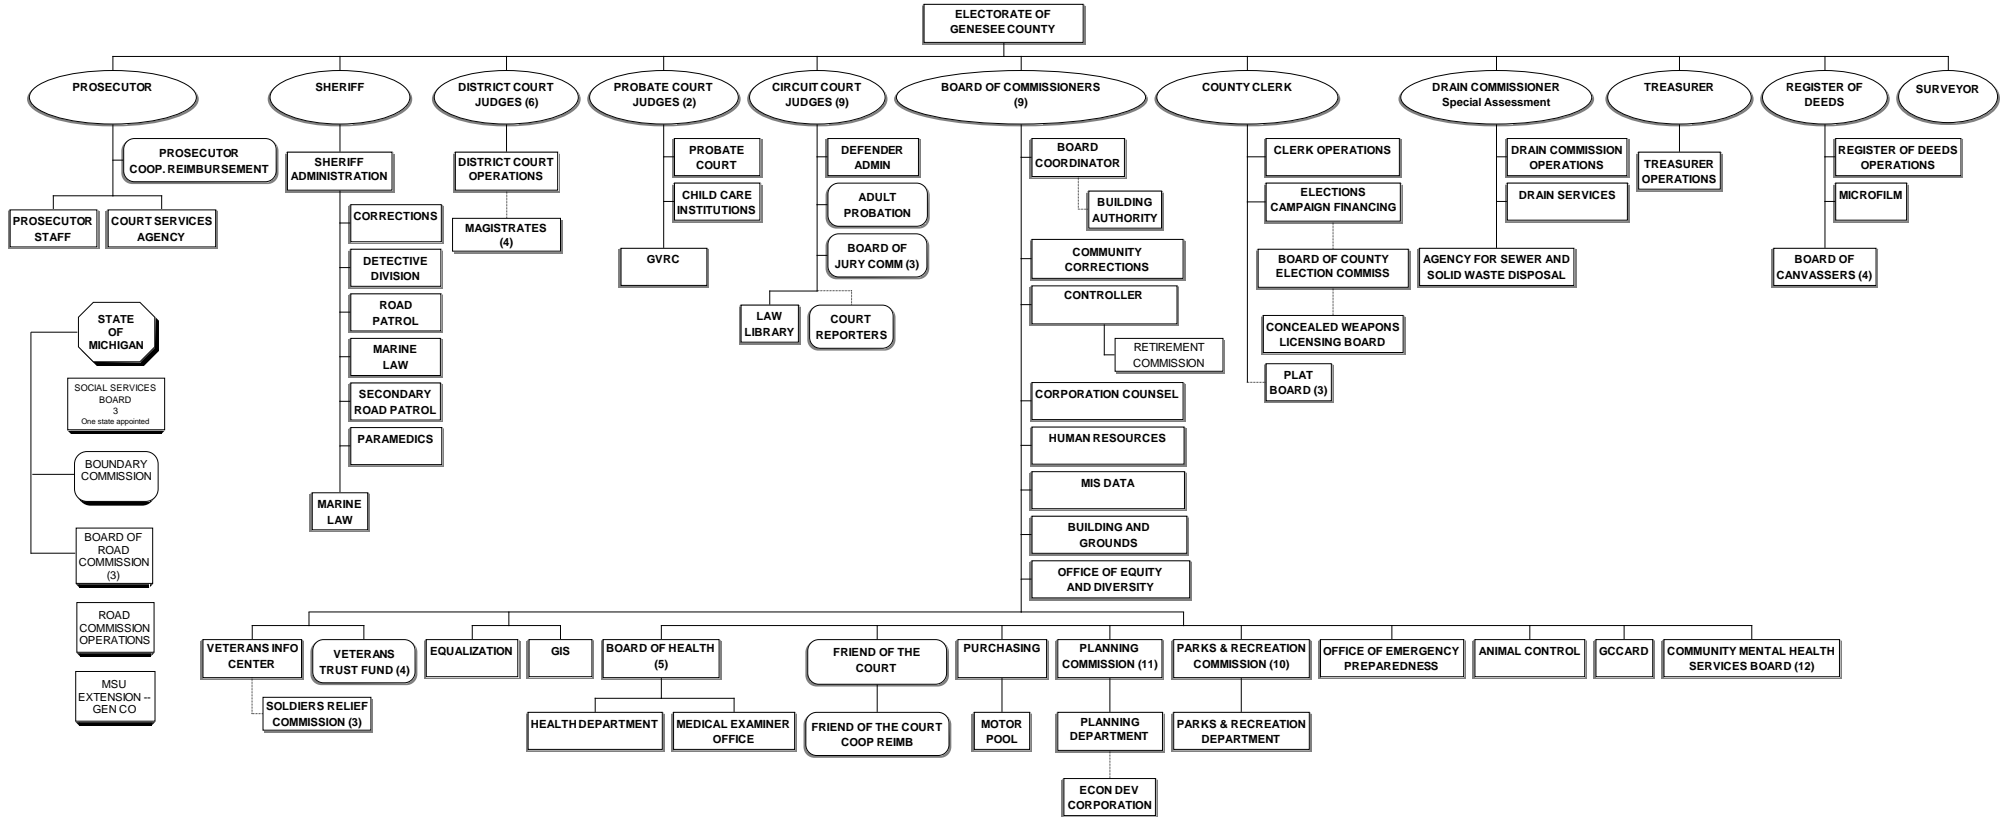 ELECTORATE OF
GENESEE COUNTY
PROSECUTOR
SHERIFF
DISTRICT COURT
JUDGES (6)
PROBATE COURT
JUDGES (2)
CIRCUIT COURT
JUDGES (9)
BOARD OF COMMISSIONERS
(9)
COUNTY CLERK
DRAIN COMMISSIONER
Special Assessment
TREASURER
REGISTER OF
DEEDS
SURVEYOR
PROSECUTOR
COOP. REIMBURSEMENT
PROSECUTOR
STAFF
COURT SERVICES
AGENCY
SHERIFF
ADMINISTRATION
CORRECTIONS
DETECTIVE
DIVISION
ROAD
PATROL
MARINE
LAW
SECONDARY
ROAD PATROL
PARAMEDICS
MARINE
LAW
DISTRICT COURT
OPERATIONS
MAGISTRATES
(4)
PROBATE
COURT
CHILD CARE
INSTITUTIONS
GVRC
DEFENDER
ADMIN
ADULT
PROBATION
BOARD OF
JURY COMM (3)
LAW
LIBRARY
COURT
REPORTERS
BOARD
COORDINATOR
BUILDING
AUTHORITY
COMMUNITY
CORRECTIONS
CONTROLLER
RETIREMENT
COMMISSION
CORPORATION COUNSEL
HUMAN RESOURCES
MIS DATA
BUILDING AND
GROUNDS
OFFICE OF EQUITY
AND DIVERSITY
CLERK OPERATIONS
ELECTIONS
CAMPAIGN FINANCING
BOARD OF COUNTY
ELECTION COMMISS
CONCEALED WEAPONS
LICENSING BOARD
PLAT
BOARD (3)
DRAIN COMMISSION
OPERATIONS
DRAIN SERVICES
AGENCY FOR SEWER AND
SOLID WASTE DISPOSAL
TREASURER
OPERATIONS
REGISTER OF DEEDS
OPERATIONS
MICROFILM
BOARD OF
CANVASSERS (4)
STATE
OF
MICHIGAN
SOCIAL SERVICES
BOARD
3
One state appointed
BOUNDARY
COMMISSION
BOARD OF
ROAD
COMMISSION
(3)
ROAD
COMMISSION
OPERATIONS
MSU
EXTENSION --
GEN CO
VETERANS INFO
CENTER
VETERANS
TRUST FUND (4)
SOLDIERS RELIEF
COMMISSION (3)
EQUALIZATION
GIS
BOARD OF HEALTH
(5)
HEALTH DEPARTMENT
MEDICAL EXAMINER
OFFICE
FRIEND OF THE
COURT
FRIEND OF THE COURT
COOP REIMB
PURCHASING
MOTOR
POOL
PLANNING
COMMISSION (11)
PLANNING
DEPARTMENT
ECON DEV
CORPORATION
PARKS & RECREATION
COMMISSION (10)
PARKS & RECREATION
DEPARTMENT
OFFICE OF EMERGENCY
PREPAREDNESS
ANIMAL CONTROL
GCCARD
COMMUNITY MENTAL HEALTH
SERVICES BOARD (12)